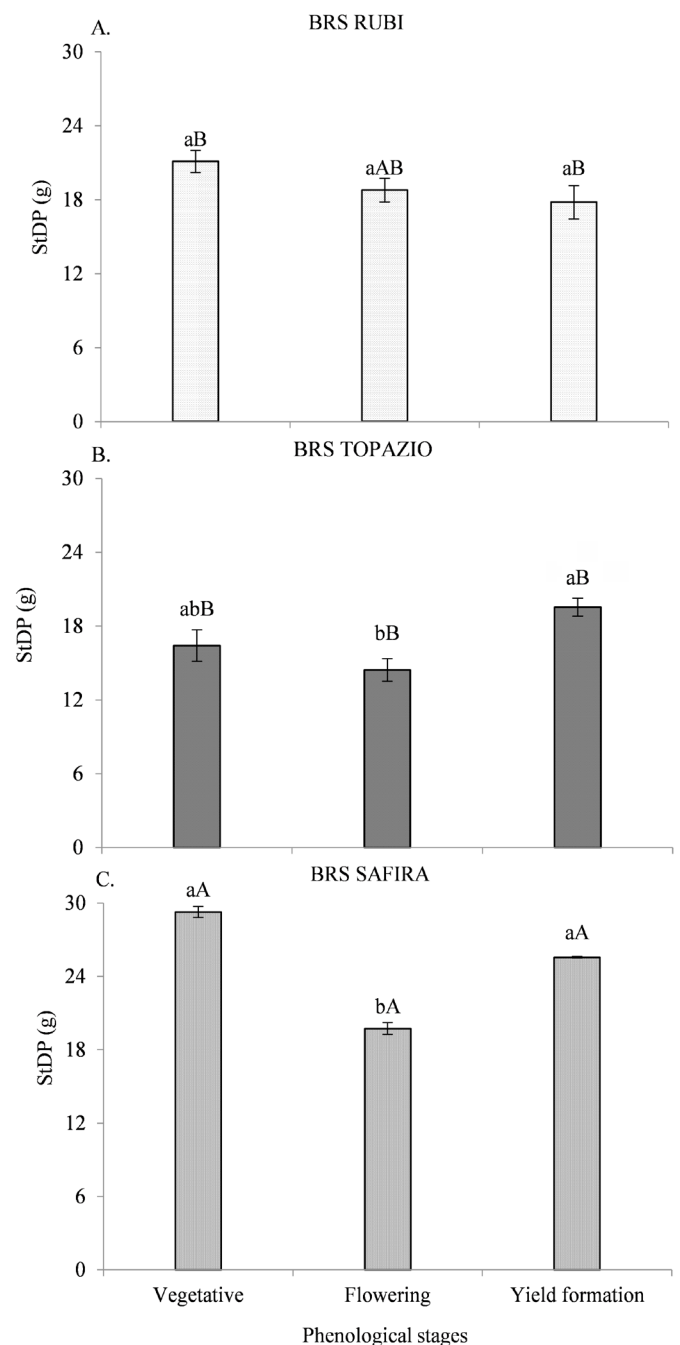 A.
BRS RUBI
30
24
18
12
6
0
StDP (g)
aB
aAB
aB
B.
BRS TOPAZIO
30
24
18
12
6
0
StDP (g)
abB
bB
aB
C.
BRS SAFIRA
30
24
18
12
6
0
StDP (g)
aA
bA
aA
Vegetative
Flowering
Yield formation
Phenological stages